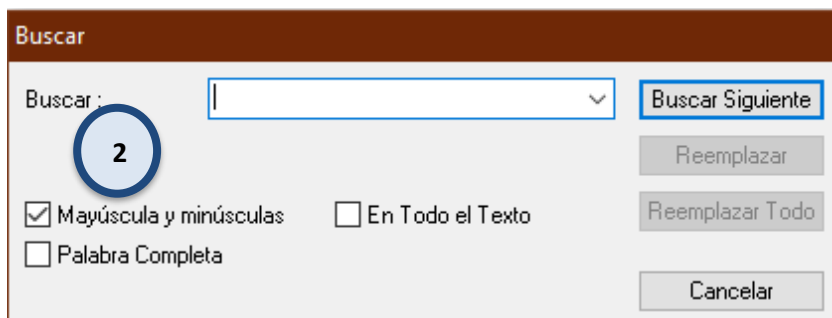 Buscar
Buscar :
Buscar Siguiente
2
Reemplazar
Mayúscula y minúsculas
En Todo el Texto
Reemplazar Todo
Palabra Completa
Cancelar